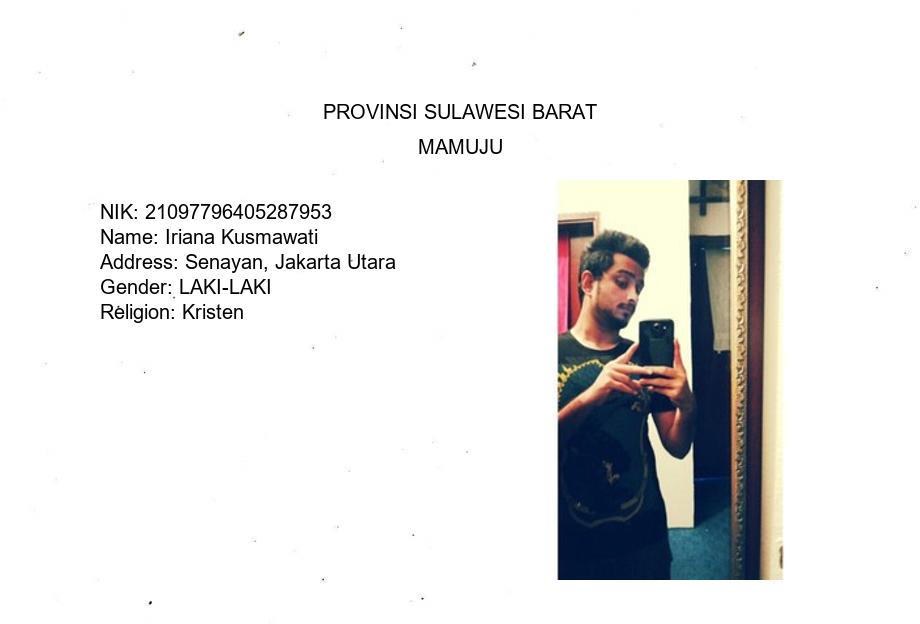 PROVINSI SULAWESI BARAT
MAMUJU
NIK: 21097796405287953
Name: Iriana Kusmawati
Address: Senayan, Jakarta Utara
Gender: LAKI-LAKI
Religion: Kristen